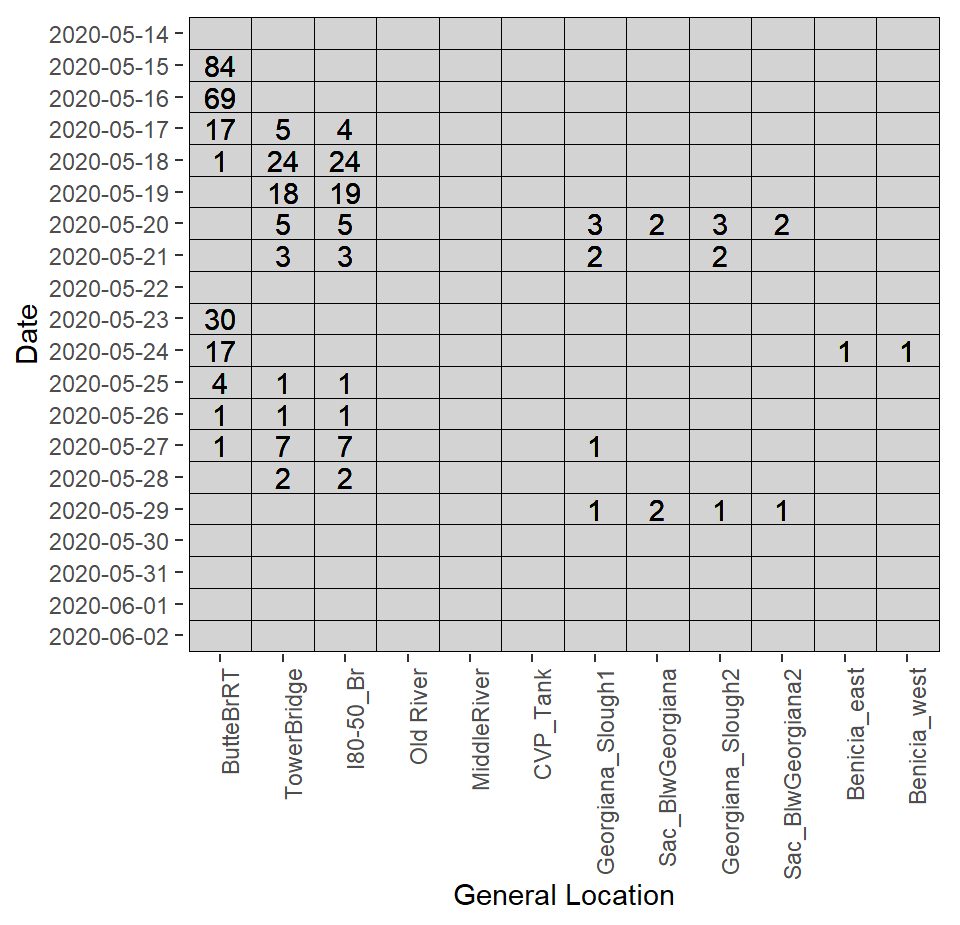 2020-05-14
2020-05-15 84
2020-05-16 69
2020-05-17 17 5 4
2020-05-18 1 24 24
2020-05-19 18 19
2020-05-20 5 5 3 2 3 2
2020-05-21 3 3 2 2
2020-05-22
2020-05-23 30
2020-05-24 17 1 1
2020-05-25 4 1 1
2020-05-26 1 1 1
2020-05-27 1 7 7 1
2020-05-28 2 2
2020-05-29 1 2 1 1
2020-05-30
2020-05-31
2020-06-01
2020-06-02
Date
ButteBrRT
TowerBridge
I80-50_Br
Old River
MiddleRiver
CVP_Tank
Georgiana_Slough1
Sac_BlwGeorgiana
Georgiana_Slough2
Sac_BlwGeorgiana2
Benicia_east
Benicia_west
General Location